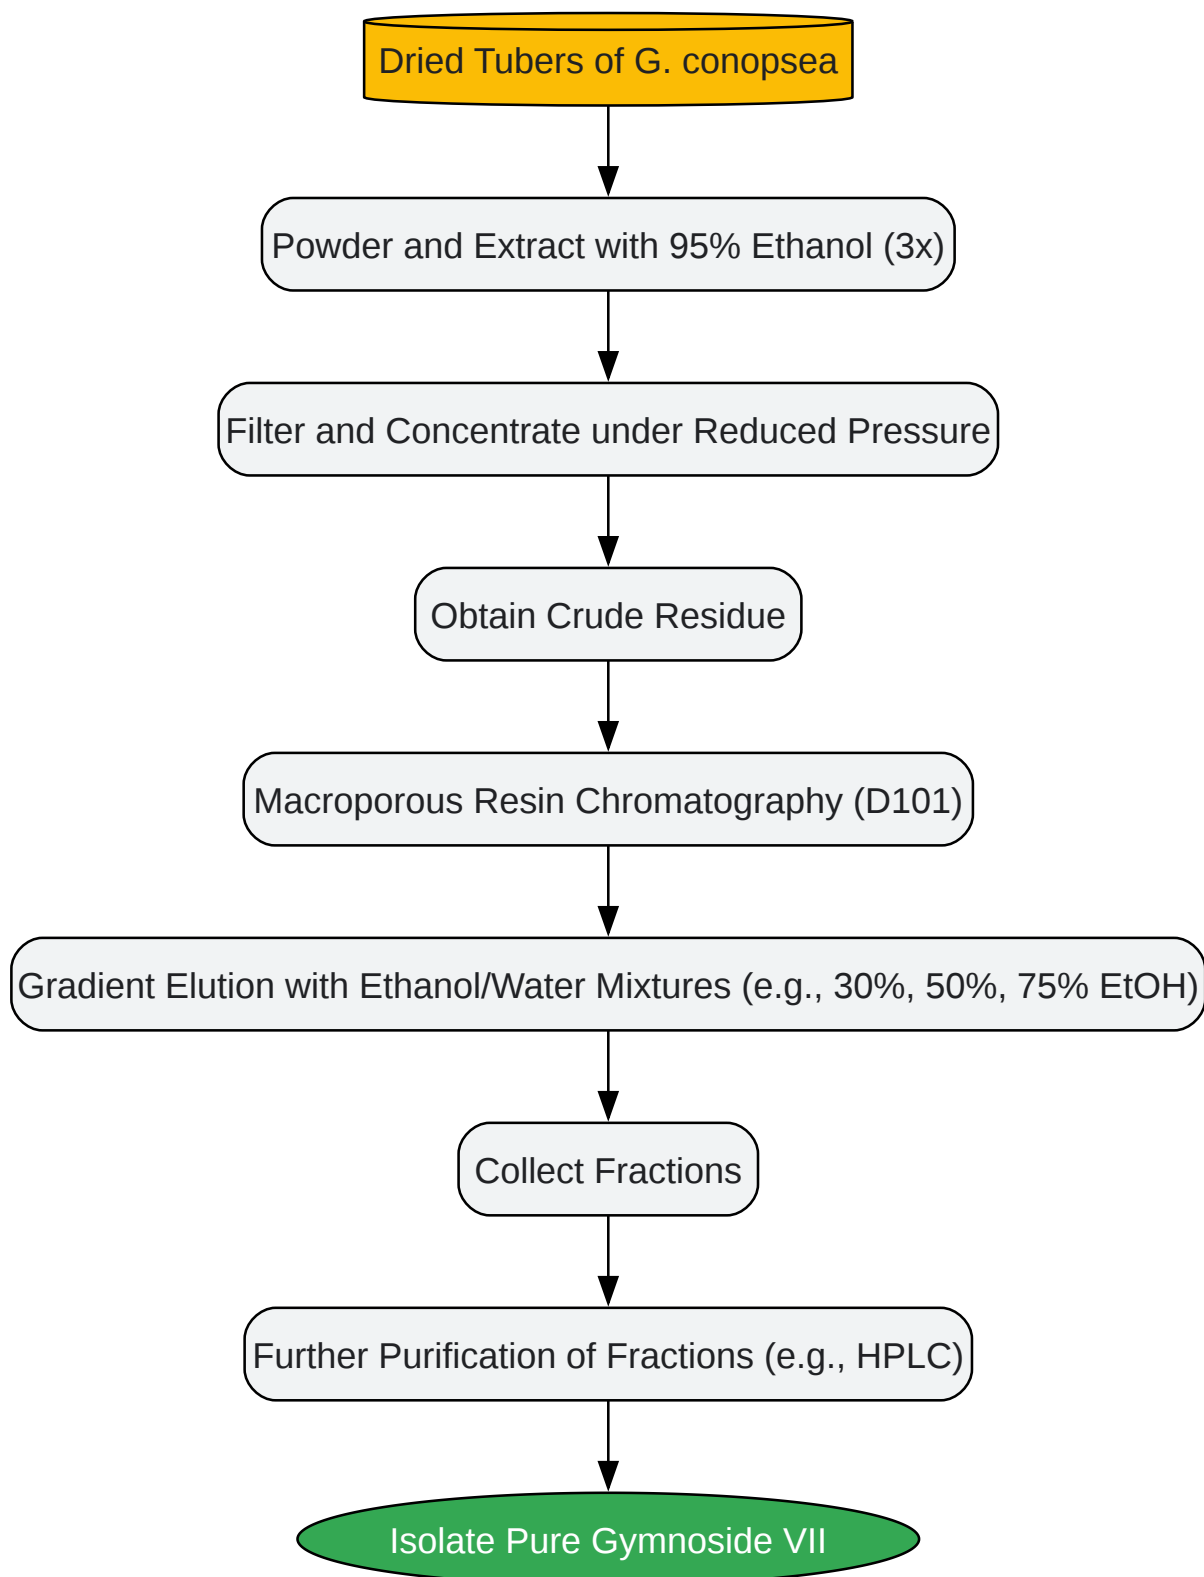 Dried Tubers of G. conopsea
Powder and Extract with 95% Ethanol (3x)
Filter and Concentrate under Reduced Pressure
Obtain Crude Residue
Macroporous Resin Chromatography (D101)
Gradient Elution with Ethanol/Water Mixtures (e.g., 30%, 50%, 75% EtOH)
Collect Fractions
Further Purification of Fractions (e.g., HPLC)
Isolate Pure Gymnoside VII